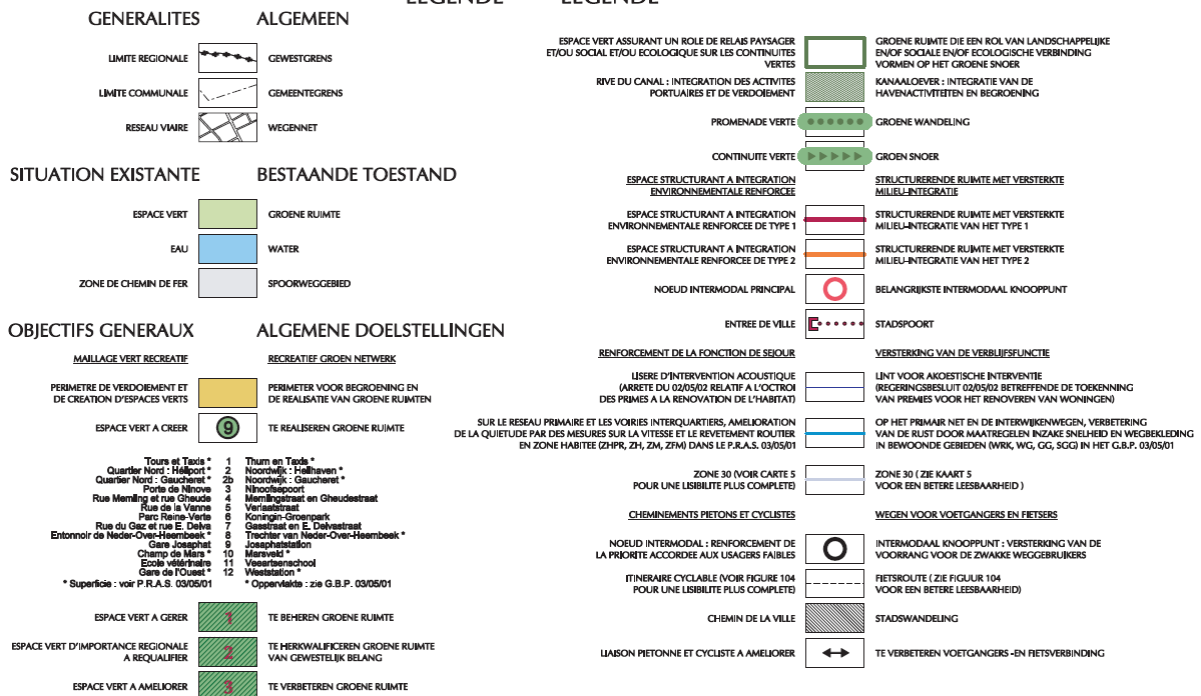 LEGENDE LEGENDE
GENERALITES ALGEMEEN
LIMITE REGIONALE GEWESTGRENS
LIMITE COMMUNALE GEMEENTEGRENS
RESEAU VIAIRE WEGENNET
SITUATION EXISTANTE BESTAANDE TOESTAND
ESPACE VERT GROENE RUIMTE
EAU WATER
ZONE DE CHEMIN DE FER SPOORWEGGEBIED
OBJECTIFS GENERAUX ALGEMENE DOELSTELLINGEN
MAILLAGE VERT RECREATIF RECREATIEF GROEN NETWERK
PERIMETRE DE VERDOIEMENT ET PERIMETER VOOR BEGROENING EN
DE CREATION D'ESPACES VERTS DE REALISATIE VAN GROENE RUIMTEN
ESPACE VERT A CREER 9 TE REALISEREN GROENE RUIMTE
Tours et Taxis * 1 Thurn en Taxis *
Quartier Nord : Héliport * 2 Noordwijk : Helihaven *
Quartier Nord : Gaucheret * 2b Noordwijk : Gaucheret *
Porte de Ninove 3 Ninoofsepoort
Rue Memling et rue Gheude 4 Memlingstraat en Gheudestraat
Rue de la Vanne 5 Verlaatstraat
Parc Reine-Verte 6 Koningin-Groenpark
Rue du Gaz et rue E. Delva 7 Gasstraat en E. Delvastraat
Entonnoir de Neder-Over-Heembeek * 8 Trechter van Neder-Over-Heembeek *
Gare Josaphat 9 Josaphatstation
Champ de Mars * 10 Marsveld *
Ecole vétérinaire 11 Veeartsenschool
Gare de l'Ouest * 12 Weststation *
* Superficie : voir P.R.A.S. 03/05/01 * Oppervlakte : zie G.B.P. 03/05/01
ESPACE VERT A GERER 1 TE BEHEREN GROENE RUIMTE
ESPACE VERT D'IMPORTANCE REGIONALE TE HERKWALIFICEREN GROENE RUIMTE
A REQUALIFIER 2 VAN GEWESTELIJK BELANG
ESPACE VERT A AMELIORER 3 TE VERBETEREN GROENE RUIMTE
ESPACE VERT ASSURANT UN ROLE DE RELAIS PAYSAGER GROENE RUIMTE DIE EEN ROL VAN LANDSCHAPPELIJKE
ET/OU SOCIAL ET/OU ECOLOGIQUE SUR LES CONTINUITES EN/OF SOCIALE EN/OF ECOLOGISCHE VERBINDING
VERTES VORMEN OP HET GROENE SNOER
RIVE DU CANAL : INTEGRATION DES ACTIVITES KANAALOEVER : INTEGRATIE VAN DE
PORTUAIRES ET DE VERDOIEMENT HAVENACTIVITEITEN EN BEGROENING
PROMENADE VERTE GROENE WANDELING
CONTINUITE VERTE GROEN SNOER
ESPACE STRUCTURANT A INTEGRATION STRUCTURERENDE RUIMTE MET VERSTERKTE
ENVIRONNEMENTALE RENFORCEE MILIEU-INTEGRATIE
ESPACE STRUCTURANT A INTEGRATION STRUCTURERENDE RUIMTE MET VERSTERKTE
ENVIRONNEMENTALE RENFORCEE DE TYPE 1 MILIEU-INTEGRATIE VAN HET TYPE 1
ESPACE STRUCTURANT A INTEGRATION STRUCTURERENDE RUIMTE MET VERSTERKTE
ENVIRONNEMENTALE RENFORCEE DE TYPE 2 MILIEU-INTEGRATIE VAN HET TYPE 2
NOEUD INTERMODAL PRINCIPAL BELANGRIJKSTE INTERMODAAL KNOOPPUNT
ENTREE DE VILLE STADSPOORT
RENFORCEMENT DE LA FONCTION DE SEJOUR VERSTERKING VAN DE VERBLIJFSFUNCTIE
LISERE D'INTERVENTION ACOUSTIQUE LINT VOOR AKOESTISCHE INTERVENTIE
(ARRETE DU 02/05/02 RELATIF A L'OCTROI (REGERINGSBESLUIT 02/05/02 BETREFFENDE DE TOEKENNING
DES PRIMES A LA RENOVATION DE L'HABITAT) VAN PREMIES VOOR HET RENOVEREN VAN WONINGEN)
SUR LE RESEAU PRIMAIRE ET LES VOIRIES INTERQUARTIERS, AMELIORATION OP HET PRIMAIR NET EN DE INTERWIJKENWEGEN, VERBETERING
DE LA QUIETUDE PAR DES MESURES SUR LA VITESSE ET LE REVETEMENT ROUTIER VAN DE RUST DOOR MAATREGELEN INZAKE SNELHEID EN WEGBEKLEDING
EN ZONE HABITEE (ZHPR, ZH, ZM, ZFM) DANS LE P.R.A.S. 03/05/01 IN BEWOONDE GEBIEDEN (WRK, WG, GG, SGG) IN HET G.B.P. 03/05/01
ZONE 30 (VOIR CARTE 5 ZONE 30 ( ZIE KAART 5
POUR UNE LISIBILITE PLUS COMPLETE) VOOR EEN BETERE LEESBAARHEID )
CHEMINEMENTS PIETONS ET CYCLISTES WEGEN VOOR VOETGANGERS EN FIETSERS
NOEUD INTERMODAL : RENFORCEMENT DE INTERMODAAL KNOOPPUNT : VERSTERKING VAN DE
LA PRIORITE ACCORDEE AUX USAGERS FAIBLES VOORRANG VOOR DE ZWAKKE WEGGEBRUIKERS
ITINERAIRE CYCLABLE (VOIR FIGURE 104 FIETSROUTE ( ZIE FIGUUR 104
POUR UNE LISIBILITE PLUS COMPLETE) VOOR EEN BETERE LEESBAARHEID)
CHEMIN DE LA VILLE STADSWANDELING
LIAISON PIETONNE ET CYCLISTE A AMELIORER TE VERBETEREN VOETGANGERS -EN FIETSVERBINDING